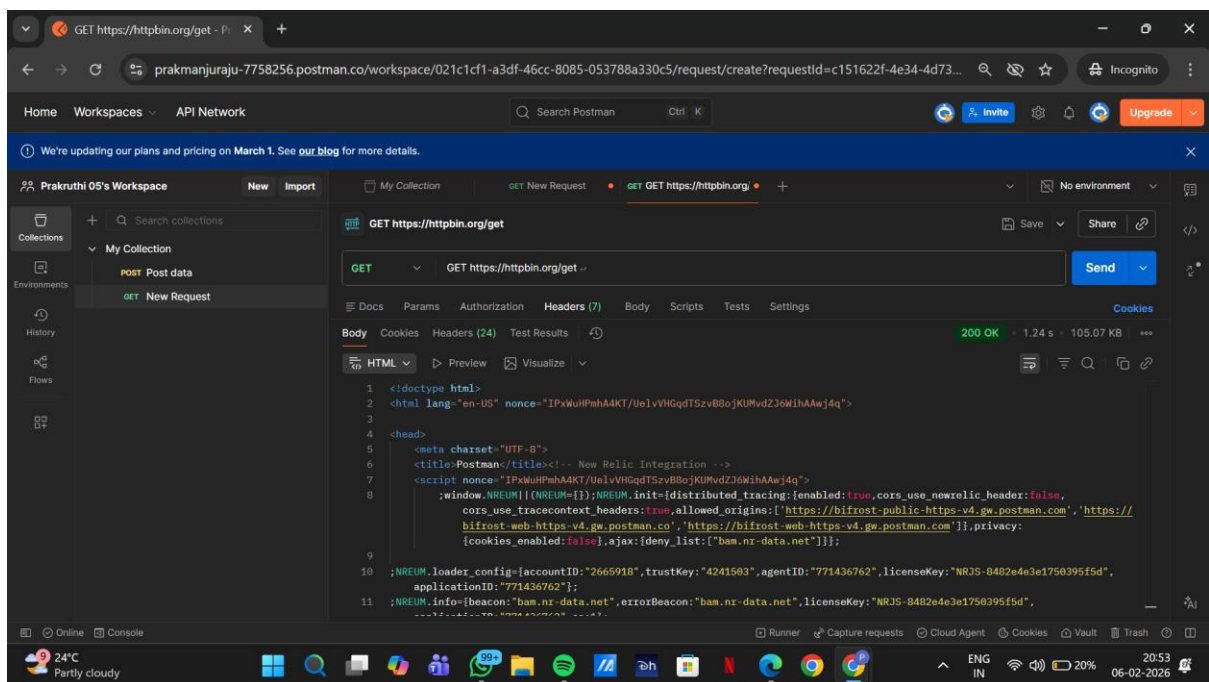 GET https://httpbin.org/get - P
prakmanjuraju-7758256.postman.co/workspace/021c1cf1-a3df-46cc-8085-053788a330c5/request/create?requestId=c151622f-4e34-4d73...
Incognito
Home Workspaces API Network
Search Postman Ctrl K
Invite
Upgrade
We're updating our plans and pricing on March 1. See our blog for more details.
Prakruthi 05's Workspace New Import
My Collection GET New Request GET GET https://httpbin.org/ No environment
Collections
Search collections
GET https://httpbin.org/get
Save Share
My Collection
POST Post data
GET New Request
Environments
GET GET https://httpbin.org/get
Send
Docs Params Authorization Headers (7) Body Scripts Tests Settings Cookies
History
Body Cookies Headers (24) Test Results 200 OK 1.24 s 105.07 KB
HTML Preview Visualize
Flows
1 <!doctype html>
2 <html lang="en-US" nonce="IPxWuHPmhA4KT/UelvVHGqdTSzvB8ojKUMvdZJ6WihAAwj4q">
3
4 <head>
5 <meta charset="UTF-8">
6 <title>Postman</title><!-- New Relic Integration -->
7 <script nonce="IPxWuHPmhA4KT/UelvVHGqdTSzvB8ojKUMvdZJ6WihAAwj4q">
8 ;window.NREUM||(NREUM={});NREUM.init={distributed_tracing:{enabled:true,cors_use_newrelic_header:false,
cors_use_tracecontext_headers:true,allowed_origins:['https://bifrost-public-https-v4.gw.postman.com','https://
bifrost-web-https-v4.gw.postman.co','https://bifrost-web-https-v4.gw.postman.com']},privacy:
{cookies_enabled:false},ajax:{deny_list:["bam.nr-data.net"]}};
9
10 ;NREUM.loader_config={accountID:"2665918",trustKey:"4241503",agentID:"771436762",licenseKey:"NRJS-8482e4e3e1750395f5d",
applicationID:"771436762"};
11 ;NREUM.info={beacon:"bam.nr-data.net",errorBeacon:"bam.nr-data.net",licenseKey:"NRJS-8482e4e3e1750395f5d",
AI
Online Console
Runner Capture requests Cloud Agent Cookies Vault Trash
9
24°C
Partly cloudy
99+
ENG
IN
20%
20:53
06-02-2026